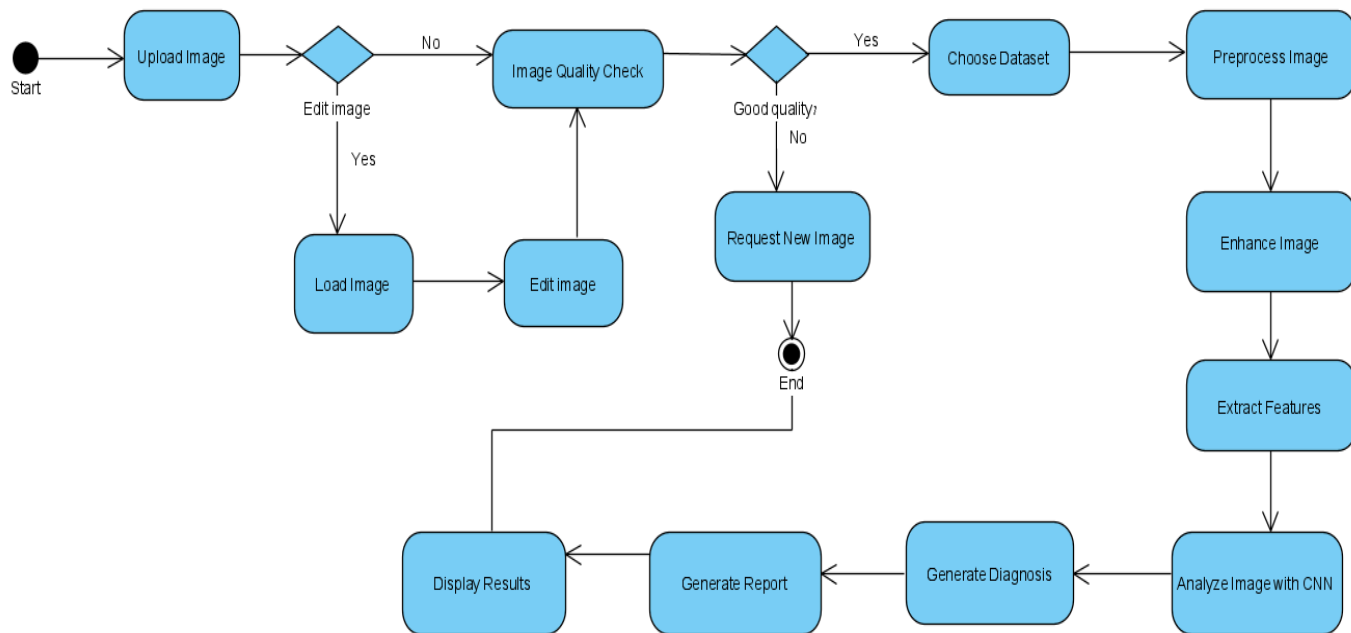 Start
Upload Image
Edit image
No
Yes
Load Image
Edit image
Image Quality Check
Good quality?
Yes
No
Request New Image
End
Choose Dataset
Preprocess Image
Enhance Image
Extract Features
Analyze Image with CNN
Generate Diagnosis
Generate Report
Display Results